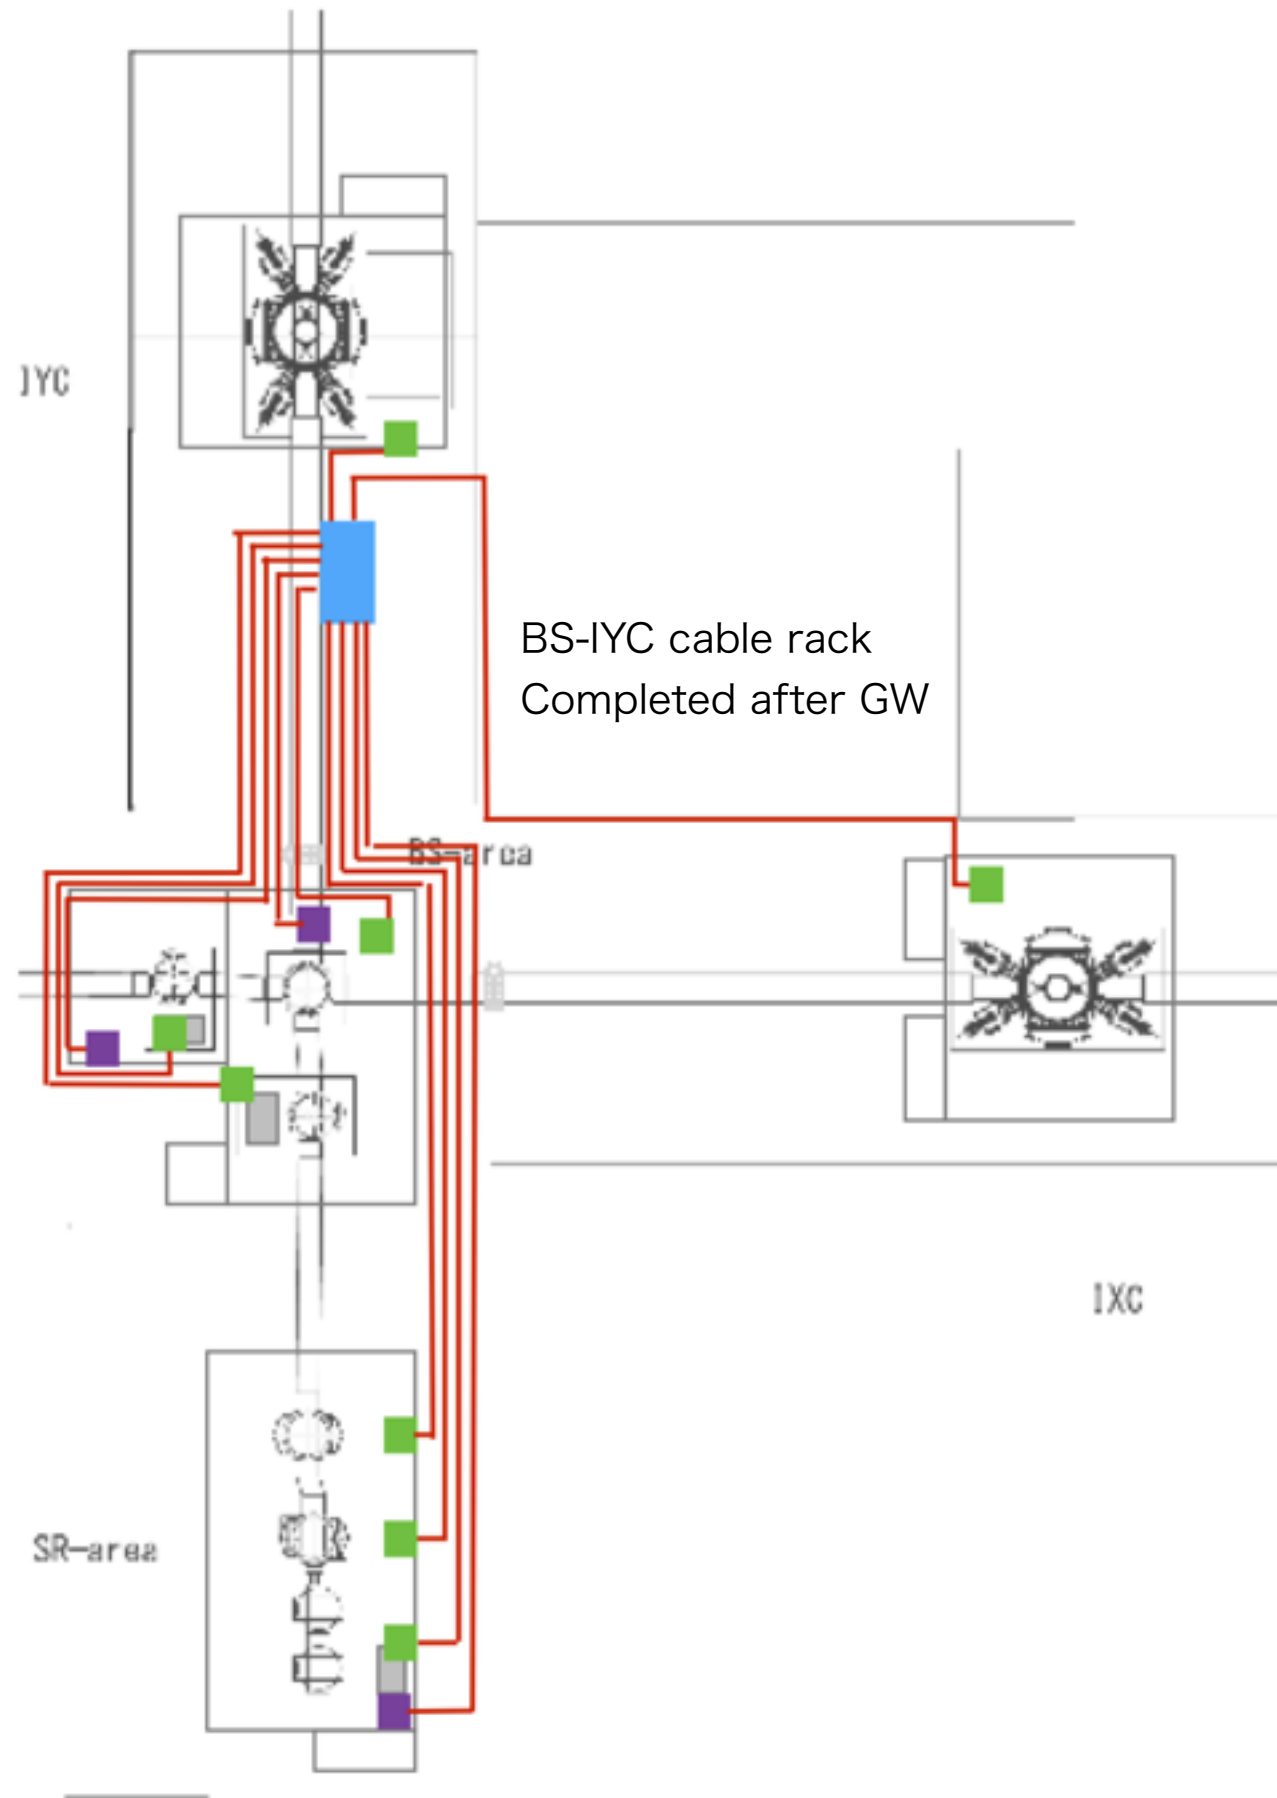 IYC
BS-IYC cable rack
Completed after GW
BS-area
IXC
SR-area